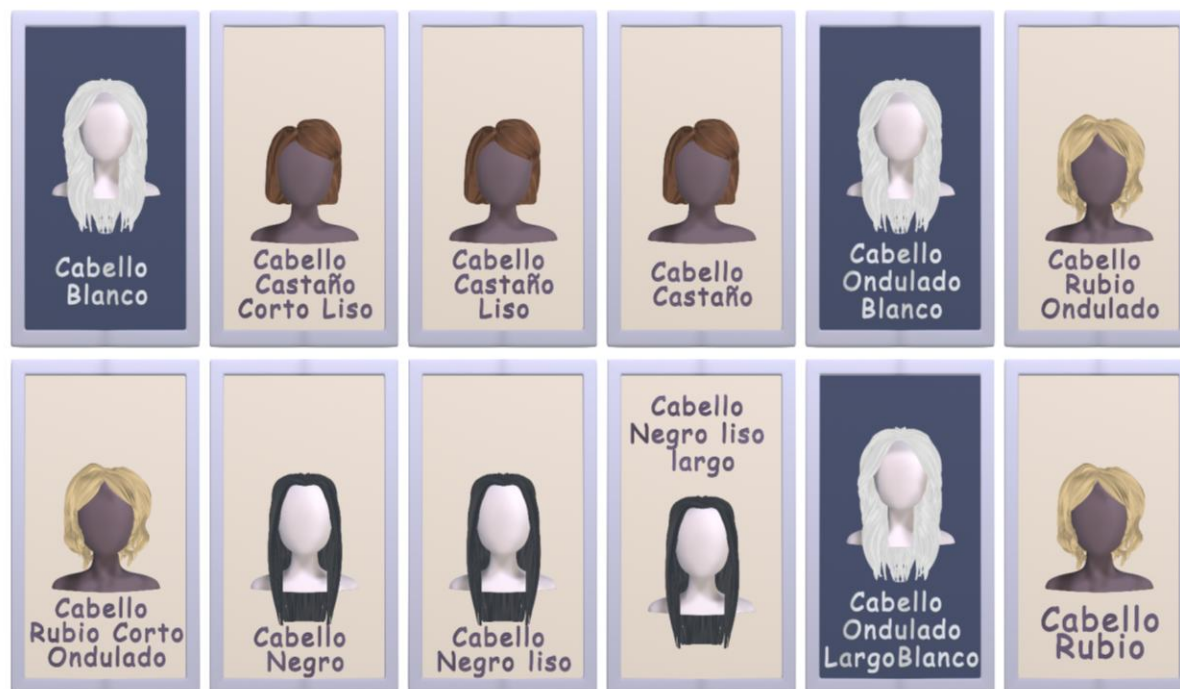 Cabello
Blanco
Cabello
Castaño
Corto Liso
Cabello
Castaño
Liso
Cabello
Castaño
Cabello
Ondulado
Blanco
Cabello
Rubio
Ondulado
Cabello
Rubio Corto
Ondulado
Cabello
Negro
Cabello
Negro liso
Cabello
Negro liso
largo
Cabello
Ondulado
LargoBlanco
Cabello
Rubio